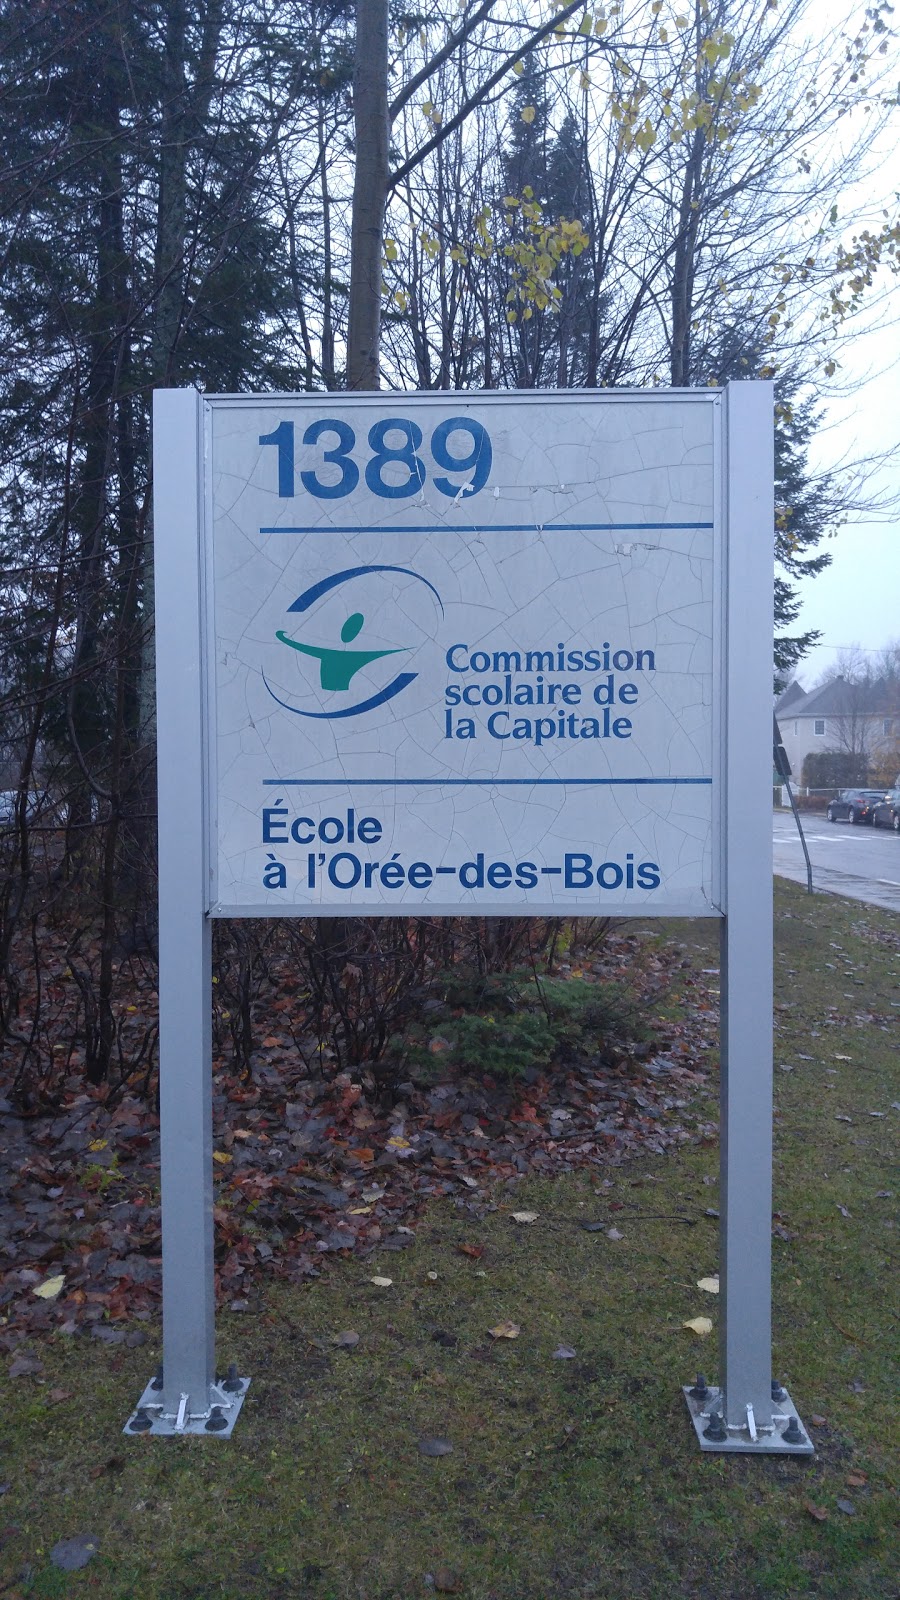 1389
Commission
scolaire de
la Capitale
École
à l'Orée-des-Bois